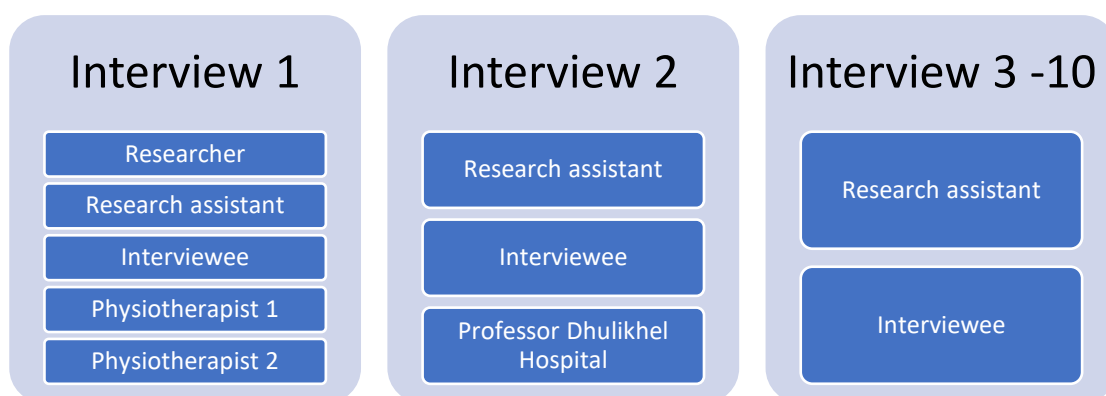 Interview 1
Researcher
Research assistant
Interviewee
Physiotherapist 1
Physiotherapist 2
Interview 2
Research assistant
Interviewee
Professor Dhulikhel
Hospital
Interview 3 -10
Research assistant
Interviewee